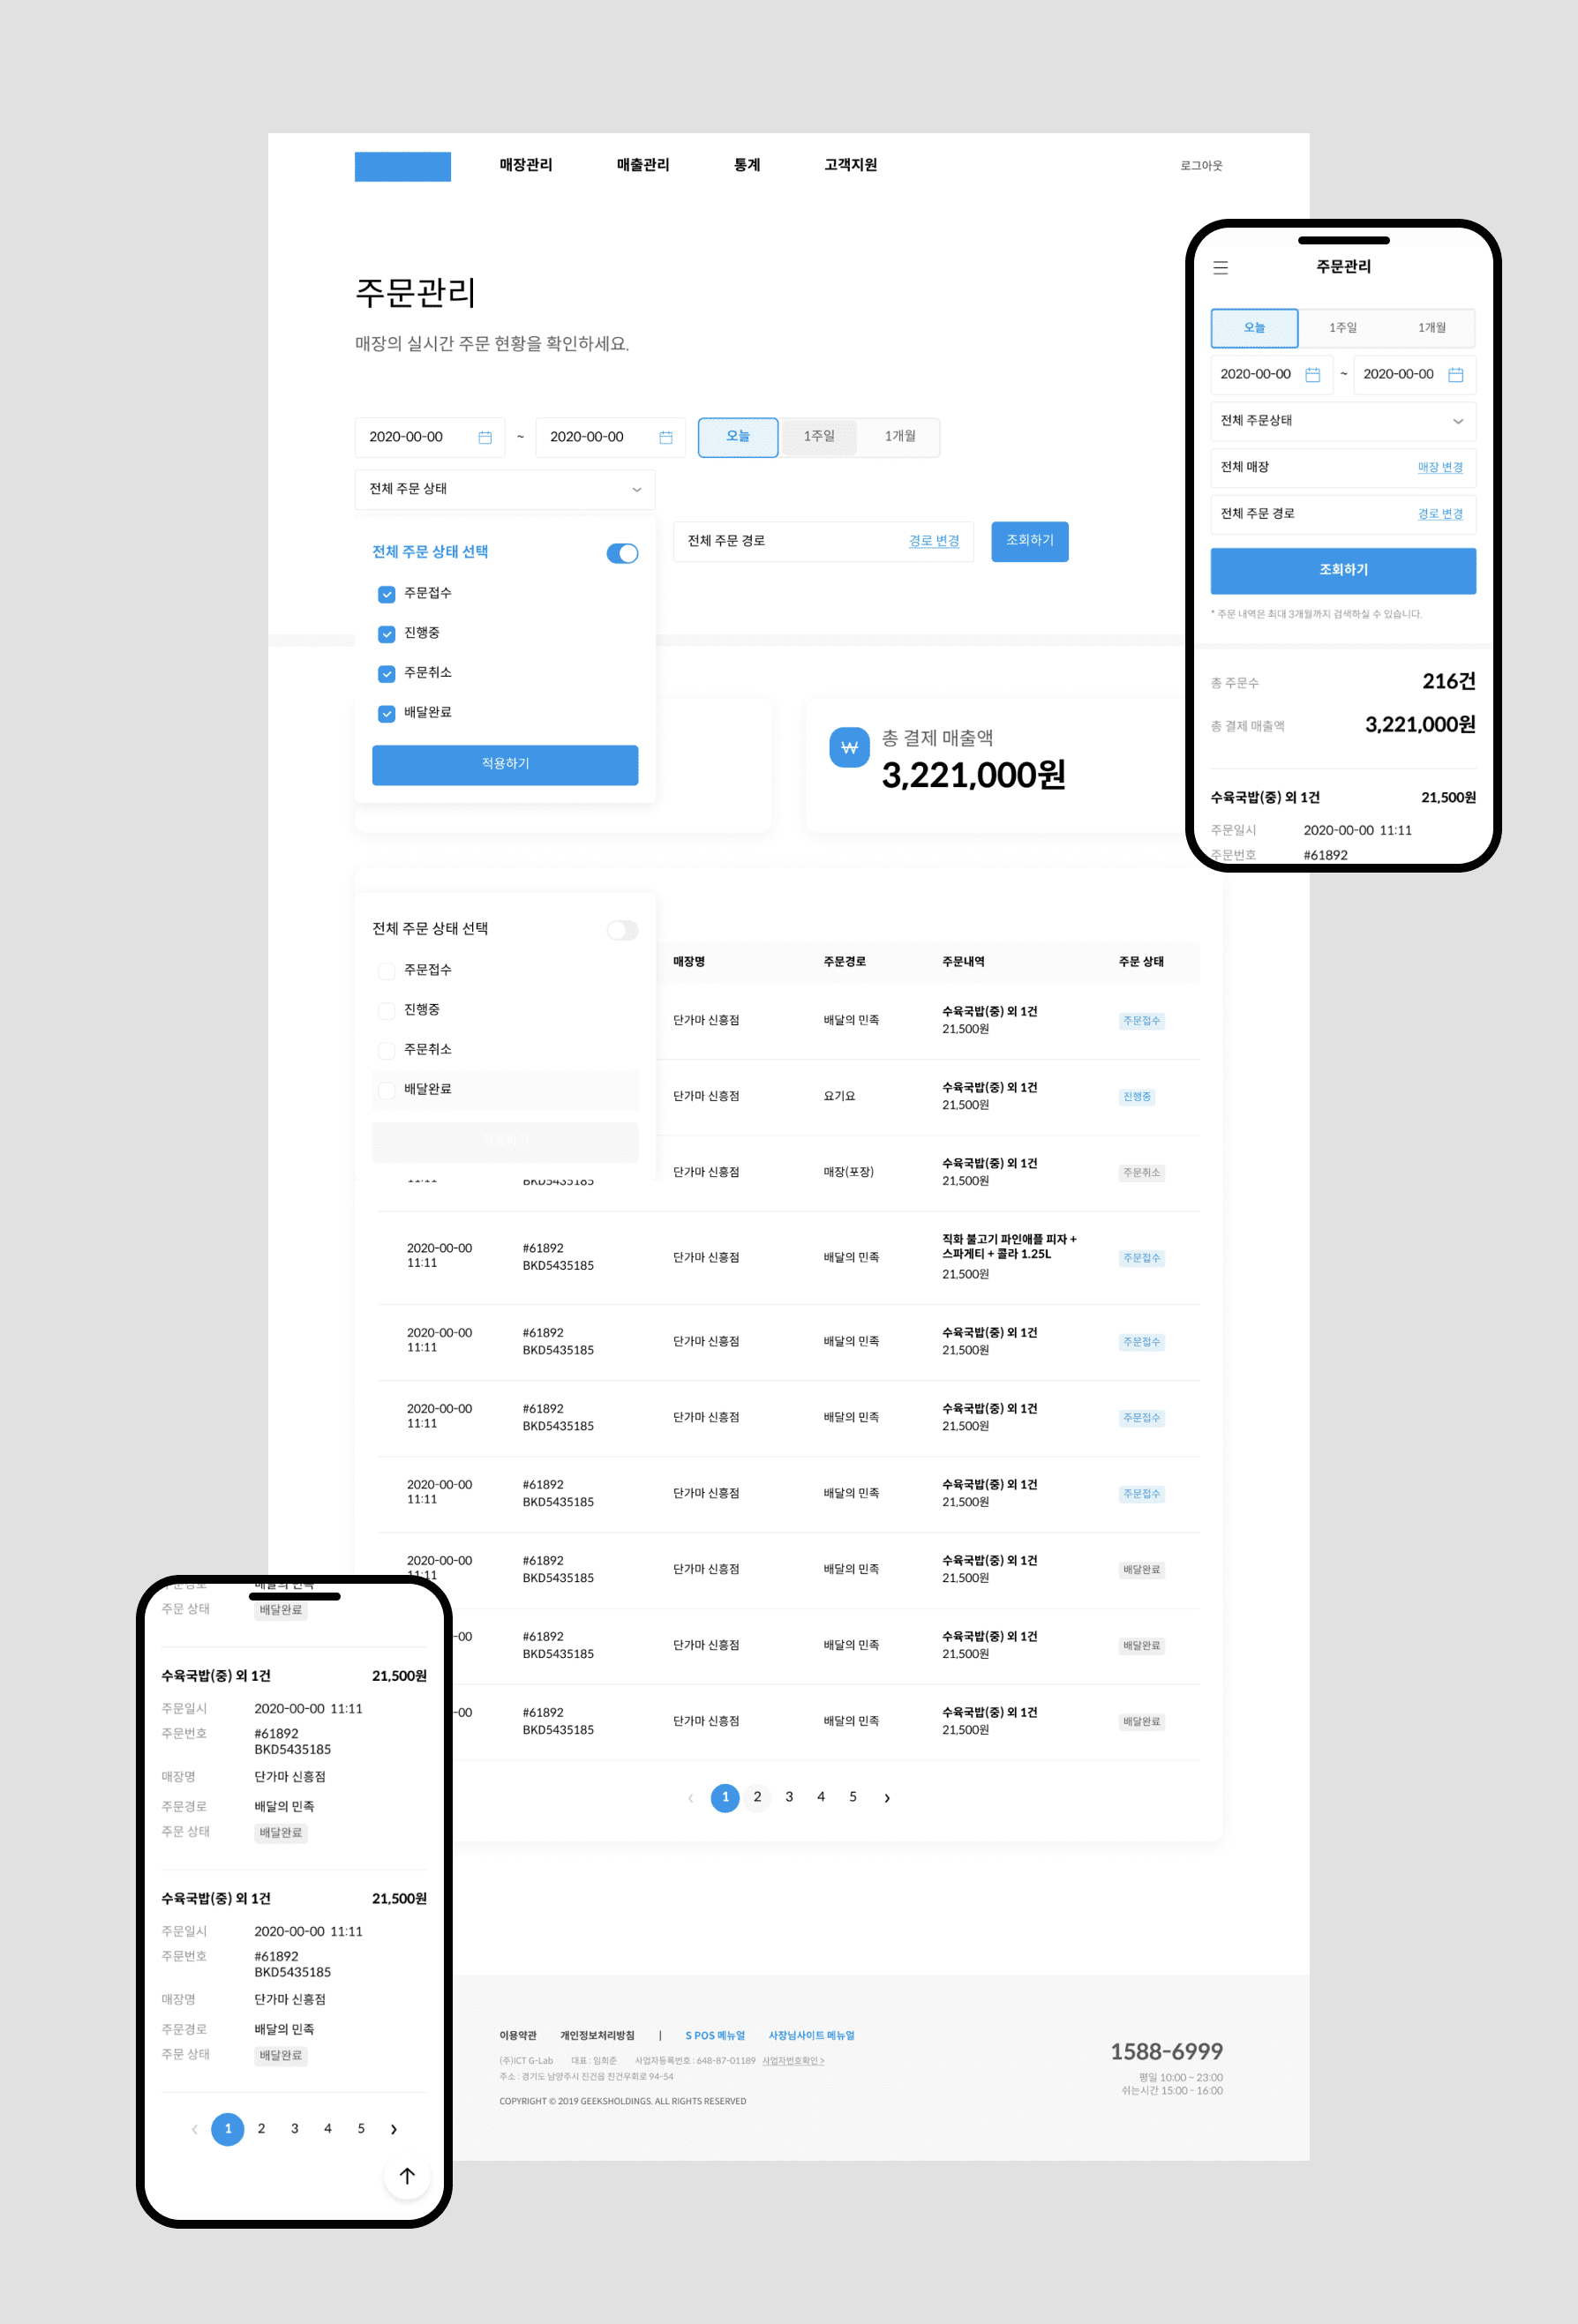 매장관리 매출관리 통계 고객지원 로그아웃
주문관리
매장의 실시간 주문 현황을 확인하세요.
2020-00-00 ~ 2020-00-00 오늘 1주일 1개월
전체 주문 상태
전체 주문 경로 경로 변경 조회하기
전체 주문 상태 선택
주문접수
진행중
주문취소
배달완료
적용하기
총 결제 매출액
3,221,000원
전체 주문 상태 선택
주문접수
진행중
주문취소
배달완료
적용하기
매장명 주문경로 주문내역 주문 상태
단가마 신흥점 배달의 민족 수육국밥(중) 외 1건 주문접수
21,500원
단가마 신흥점 요기요 수육국밥(중) 외 1건 진행중
21,500원
단가마 신흥점 매장(포장) 수육국밥(중) 외 1건 주문취소
21,500원
11:11 BKD5435185
2020-00-00 #61892 단가마 신흥점 배달의 민족 직화 불고기 파인애플 피자 + 주문접수
11:11 BKD5435185 스파게티 + 콜라 1.25L
21,500원
2020-00-00 #61892 단가마 신흥점 배달의 민족 수육국밥(중) 외 1건 주문접수
11:11 BKD5435185 21,500원
2020-00-00 #61892 단가마 신흥점 배달의 민족 수육국밥(중) 외 1건 주문접수
11:11 BKD5435185 21,500원
2020-00-00 #61892 단가마 신흥점 배달의 민족 수육국밥(중) 외 1건 주문접수
11:11 BKD5435185 21,500원
2020-00-00 #61892 단가마 신흥점 배달의 민족 수육국밥(중) 외 1건 배달완료
11:11 BKD5435185 21,500원
-00 #61892 단가마 신흥점 배달의 민족 수육국밥(중) 외 1건 배달완료
BKD5435185 21,500원
-00 #61892 단가마 신흥점 배달의 민족 수육국밥(중) 외 1건 배달완료
BKD5435185 21,500원
< 1 2 3 4 5 >
이용약관 개인정보처리방침 | S POS 메뉴얼 사장님사이트 메뉴얼
(주)ICT G-Lab 대표 : 임희준 사업자등록번호 : 648-87-01189 사업자번호확인 >
주소 : 경기도 남양주시 진건읍 진건우회로 94-54
COPYRIGHT © 2019 GEEKSHOLDINGS. ALL RIGHTS RESERVED
1588-6999
평일 10:00 ~ 23:00
쉬는시간 15:00 - 16:00
주문관리
오늘 1주일 1개월
2020-00-00 ~ 2020-00-00
전체 주문상태
전체 매장 매장 변경
전체 주문 경로 경로 변경
조회하기
* 주문 내역은 최대 3개월까지 검색하실 수 있습니다.
총 주문수 216건
총 결제 매출액 3,221,000원
수육국밥(중) 외 1건 21,500원
주문일시 2020-00-00 11:11
주문번호 #61892
주문경로 배달의 민족
주문 상태 배달완료
수육국밥(중) 외 1건 21,500원
주문일시 2020-00-00 11:11
주문번호 #61892
BKD5435185
매장명 단가마 신흥점
주문경로 배달의 민족
주문 상태 배달완료
수육국밥(중) 외 1건 21,500원
주문일시 2020-00-00 11:11
주문번호 #61892
BKD5435185
매장명 단가마 신흥점
주문경로 배달의 민족
주문 상태 배달완료
< 1 2 3 4 5 >